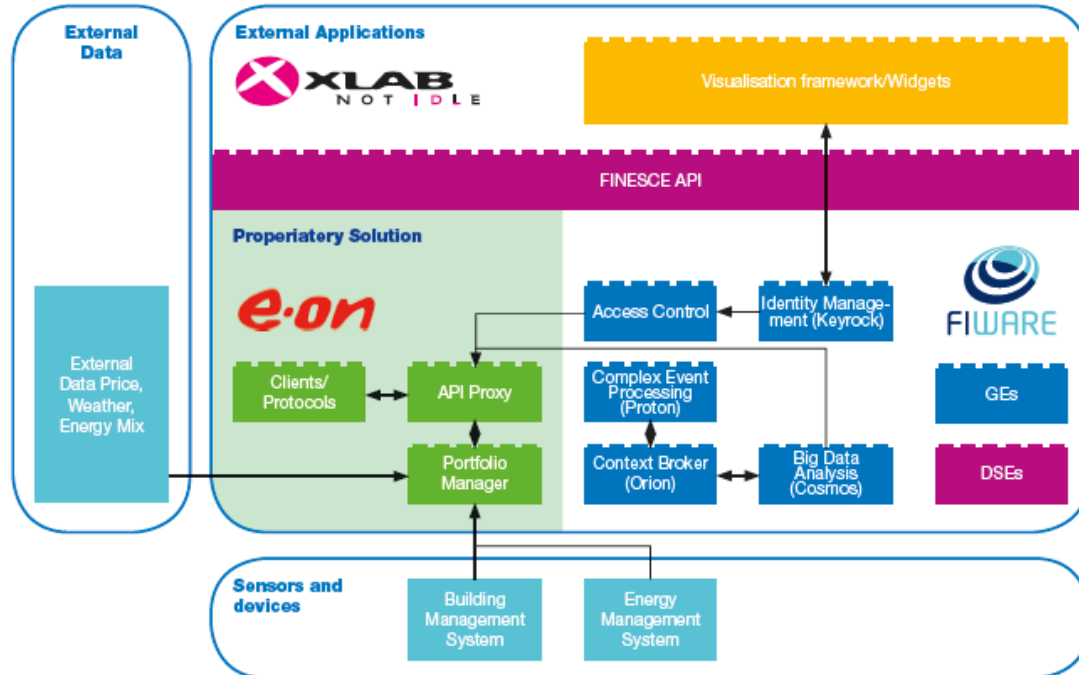 External
Data
External Applications
XLAB
NOT IDLE
Visualisation framework/Widgets
FINESCE API
Properiatery Solution
e·on
Access Control
Identity Manage-
ment (Keyrock)
FIWARE
External
Data Price,
Weather,
Energy Mix
Clients/
Protocols
API Proxy
Complex Event
Processing
(Proton)
GEs
Portfolio
Manager
Context Broker
(Orion)
Big Data
Analysis
(Cosmos)
DSEs
Sensors and
devices
Building
Management
System
Energy
Management
System